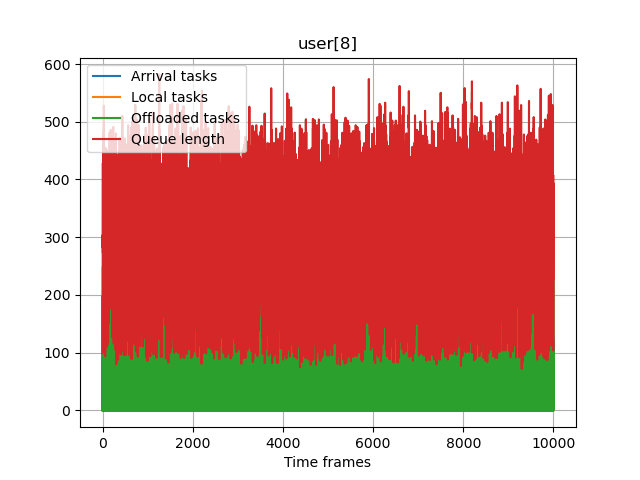 user[8]
Arrival tasks
Local tasks
Offloaded tasks
Queue length
600
500
400
300
200
100
0
0 2000 4000 6000 8000 10000
Time frames